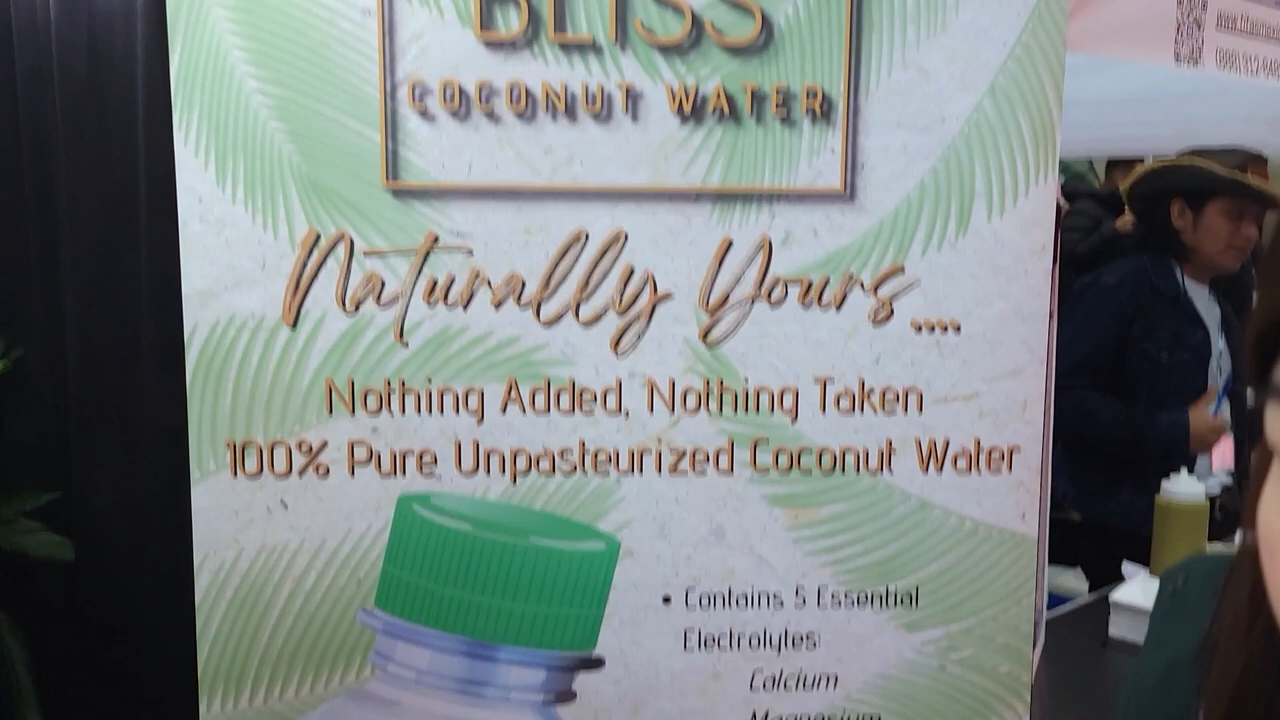 BLISS
COCONUT WATER
Naturally Yours....
Nothing Added, Nothing Taken
100% Pure Unpasteurized Coconut Water
• Contains 5 Essential
Electrolytes:
Calcium
Magnesium